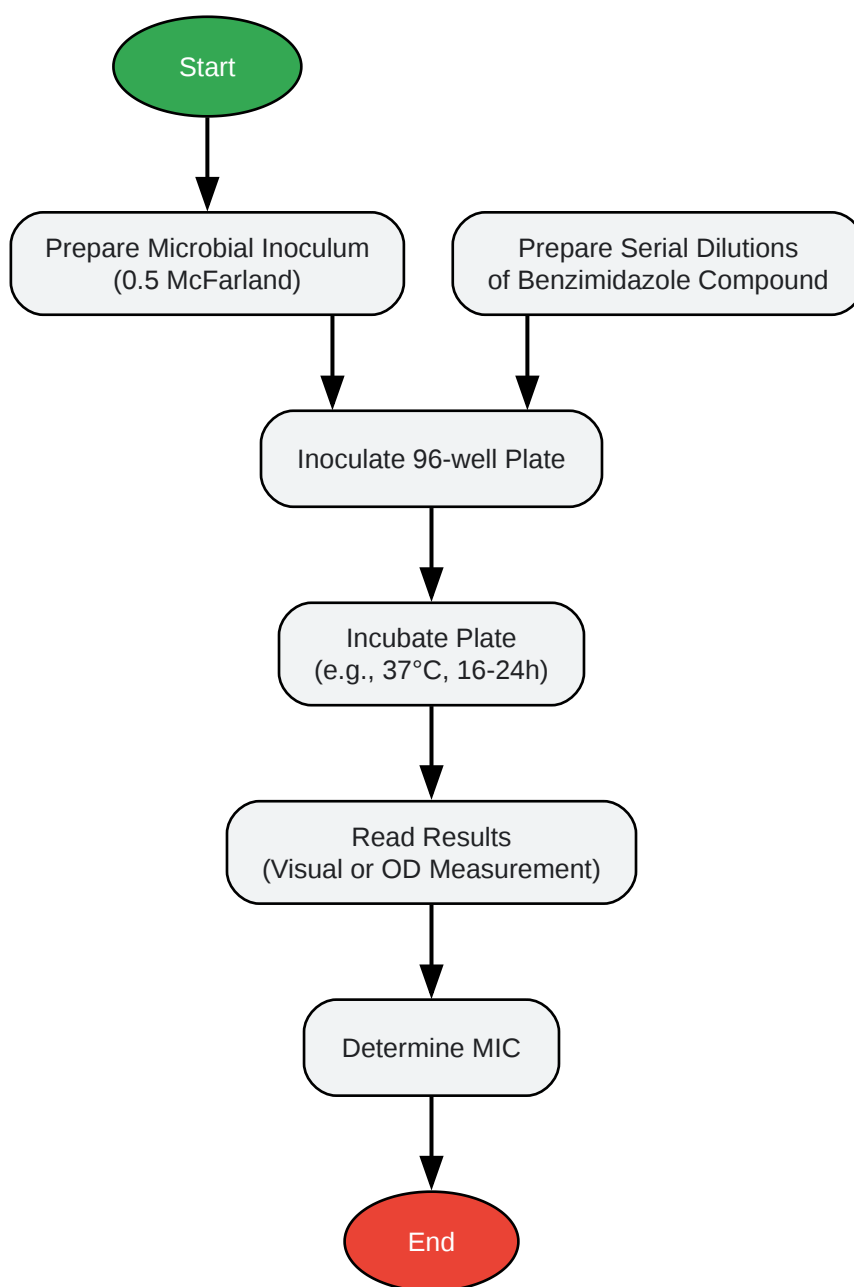 Start
Prepare Microbial Inoculum
(0.5 McFarland)
Prepare Serial Dilutions
of Benzimidazole Compound
Inoculate 96-well Plate
Incubate Plate
(e.g., 37°C, 16-24h)
Read Results
(Visual or OD Measurement)
Determine MIC
End